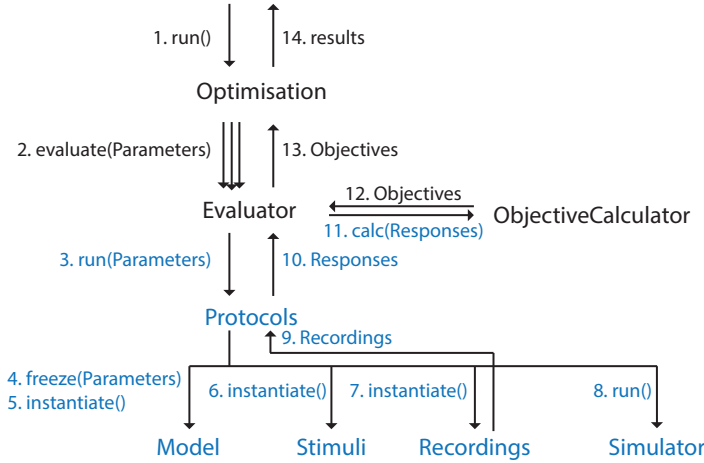 1. run()
14. results
Optimisation
2. evaluate(Parameters)
13. Objectives
12. Objectives
Evaluator
ObjectiveCalculator
11. calc(Responses)
3. run(Parameters)
10. Responses
Protocols
9. Recordings
4. freeze(Parameters)
5. instantiate()
6. instantiate()
7. instantiate()
8. run()
Model
Stimuli
Recordings
Simulator